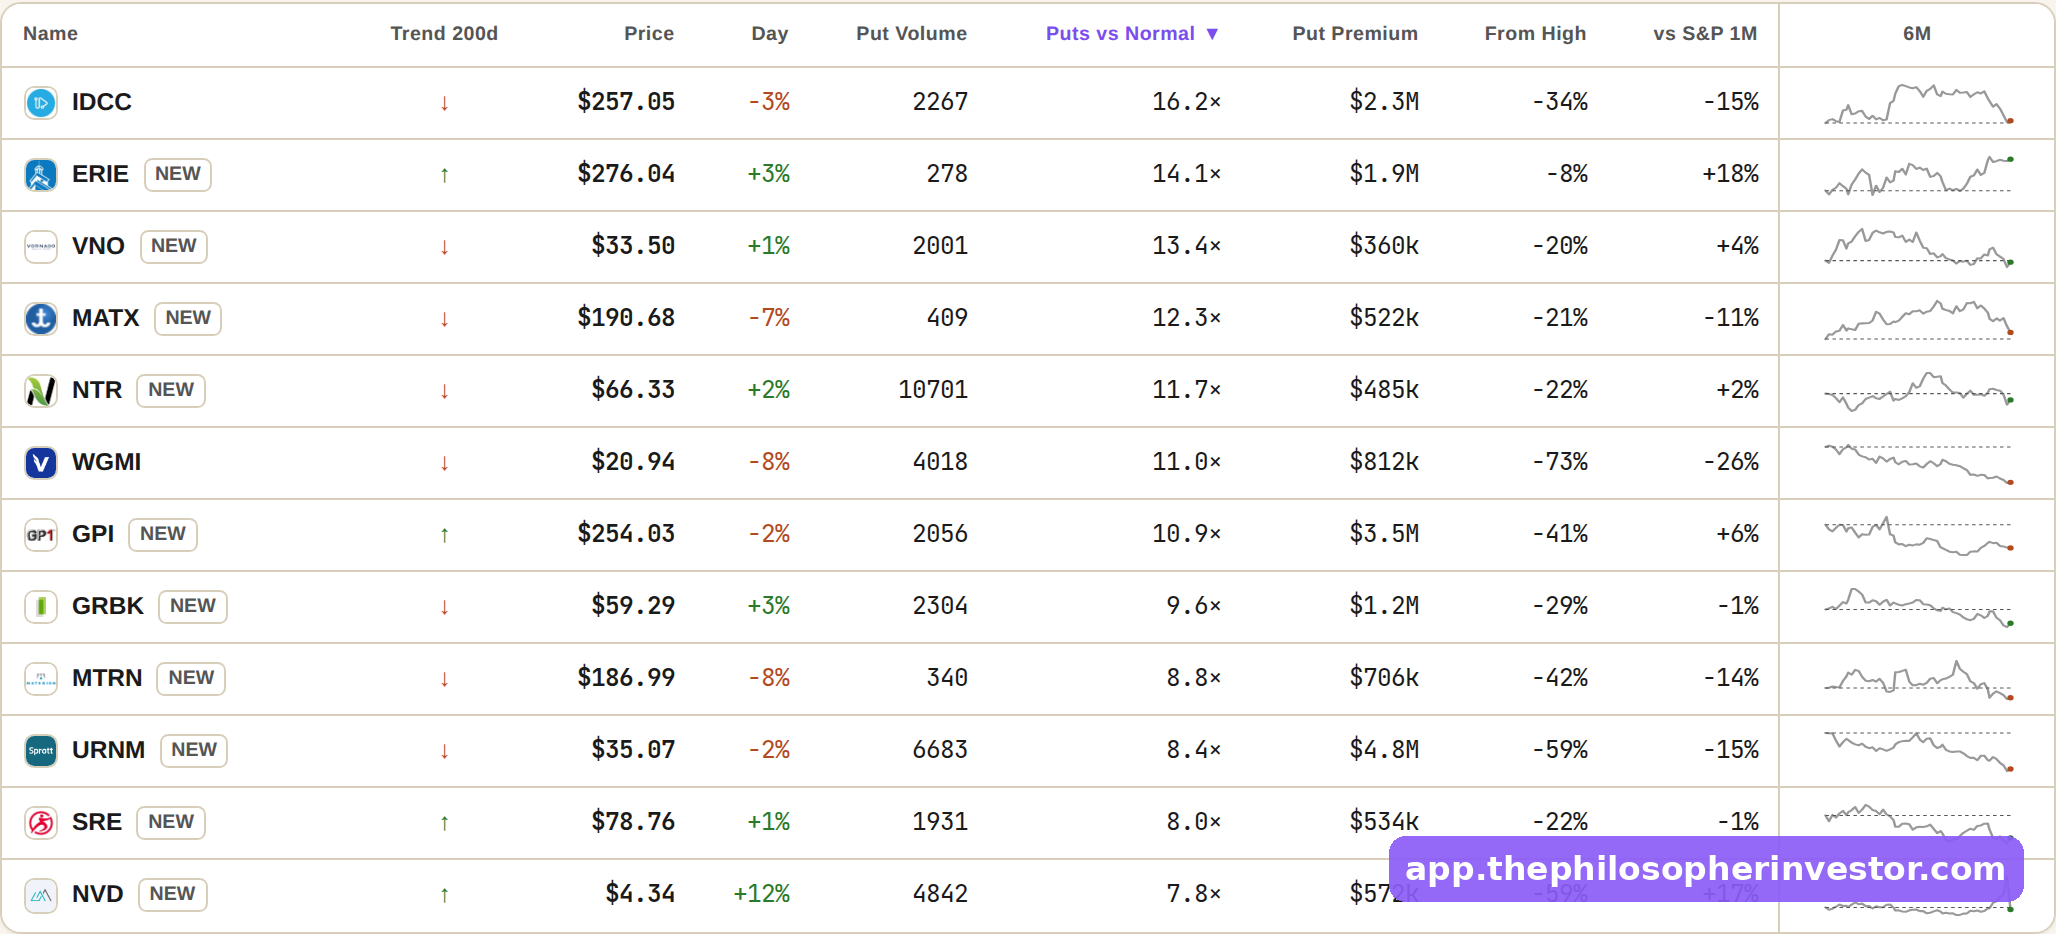 Name Trend 200d Price Day Put Volume Puts vs Normal ▼ Put Premium From High vs S&P 1M 6M
IDCC ↓ $257.05 -3% 2267 16.2× $2.3M -34% -15%
ERIE NEW ↑ $276.04 +3% 278 14.1× $1.9M -8% +18%
VORNADO VNO NEW ↓ $33.50 +1% 2001 13.4× $360k -20% +4%
MATX NEW ↓ $190.68 -7% 409 12.3× $522k -21% -11%
NTR NEW ↓ $66.33 +2% 10701 11.7× $485k -22% +2%
WGMI ↓ $20.94 -8% 4018 11.0× $812k -73% -26%
GP1 GPI NEW ↑ $254.03 -2% 2056 10.9× $3.5M -41% +6%
GRBK NEW ↓ $59.29 +3% 2304 9.6× $1.2M -29% -1%
MATERION MTRN NEW ↓ $186.99 -8% 340 8.8× $706k -42% -14%
Sprott URNM NEW ↓ $35.07 -2% 6683 8.4× $4.8M -59% -15%
SRE NEW ↑ $78.76 +1% 1931 8.0× $534k -22% -1%
NVD NEW ↑ $4.34 +12% 4842 7.8× $572k -59% +17%
app.thephilosopherinvestor.com